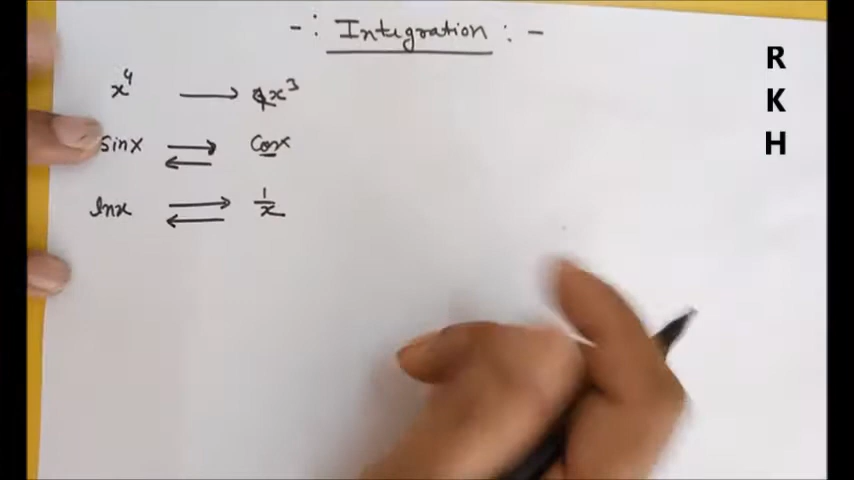 -: Integration :-
x⁴ → 4x³
sinx ⇄ cosx
lnx ⇄ 1/x
R
K
H